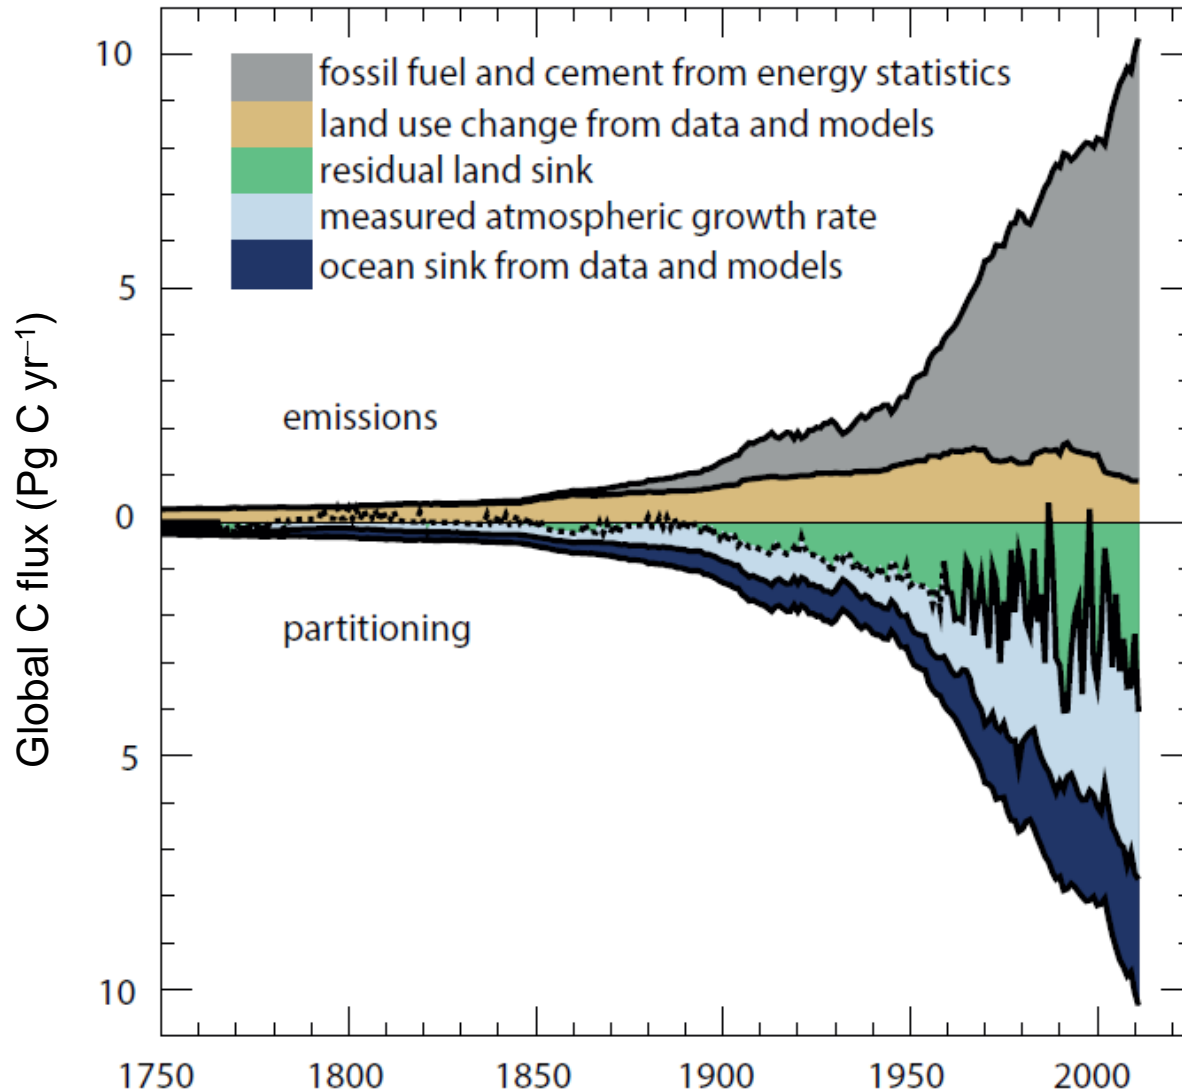 10
fossil fuel and cement from energy statistics
land use change from data and models
residual land sink
measured atmospheric growth rate
ocean sink from data and models
5
emissions
0
partitioning
5
10
Global C flux (Pg C yr⁻¹)
1750 1800 1850 1900 1950 2000